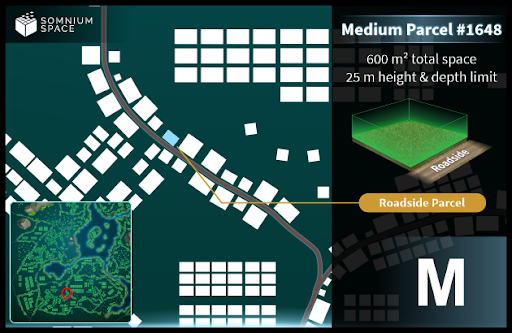 SOMNIUM
SPACE
Medium Parcel #1648
600 m² total space
25 m height & depth limit
Roadside
Roadside Parcel
M